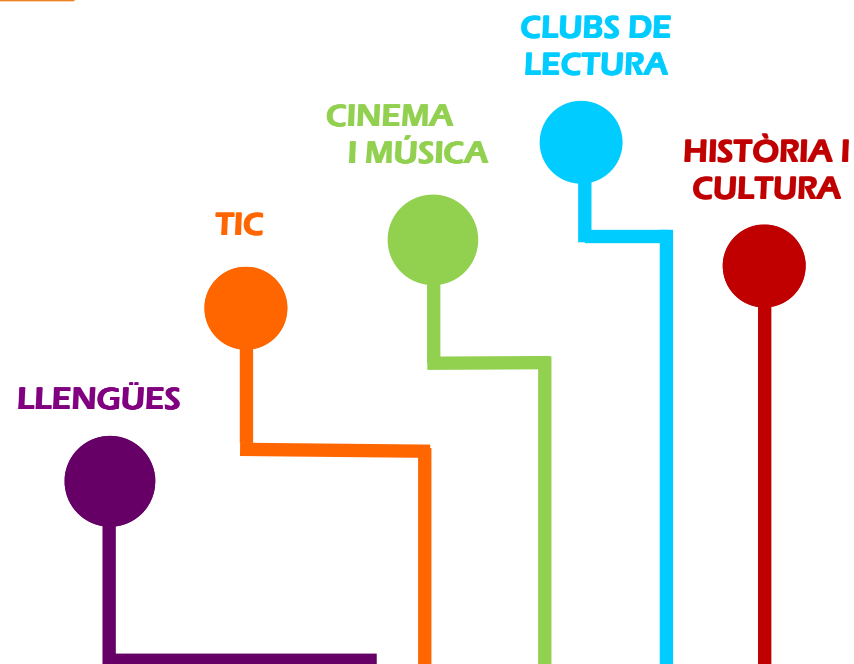 CLUBS DE
LECTURA
CINEMA
I MÚSICA
HISTÒRIA I
CULTURA
TIC
LLENGÜES